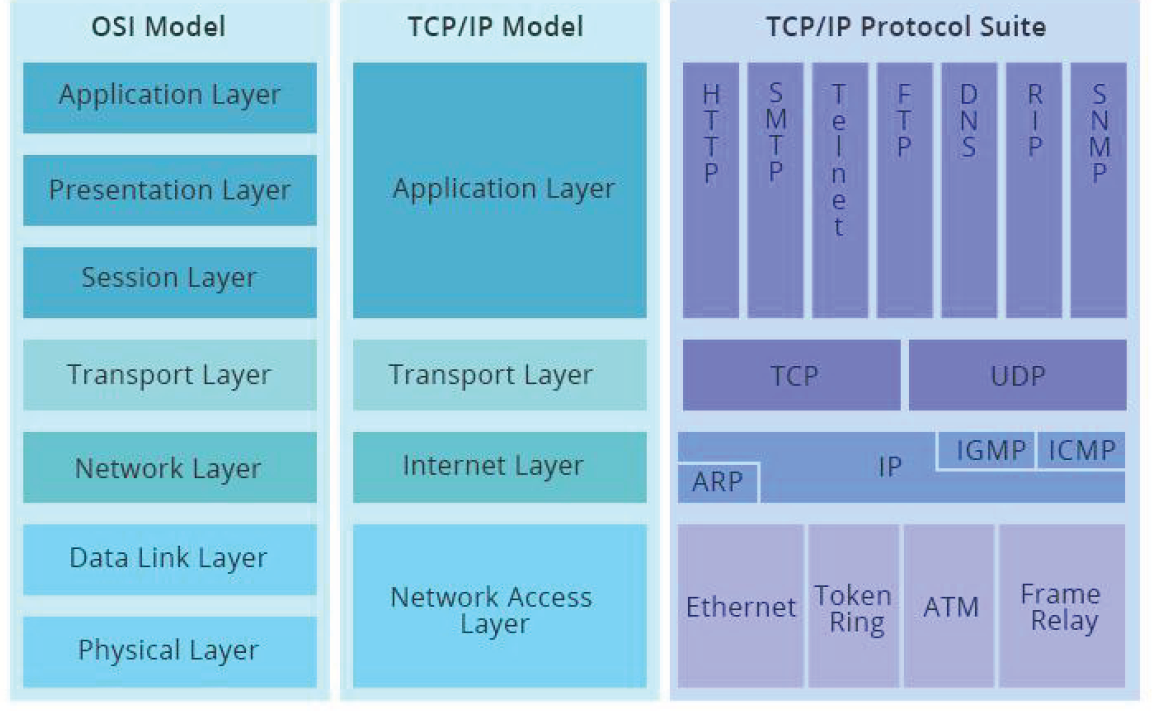 OSI Model
Application Layer
Presentation Layer
Session Layer
Transport Layer
Network Layer
Data Link Layer
Physical Layer
TCP/IP Model
Application Layer
Transport Layer
Internet Layer
Network Access
Layer
TCP/IP Protocol Suite
HTTP
SMTP
Telnet
FTP
DNS
RIP
SNMP
TCP
UDP
IP
IGMP
ICMP
ARP
Ethernet
Token
Ring
ATM
Frame
Relay